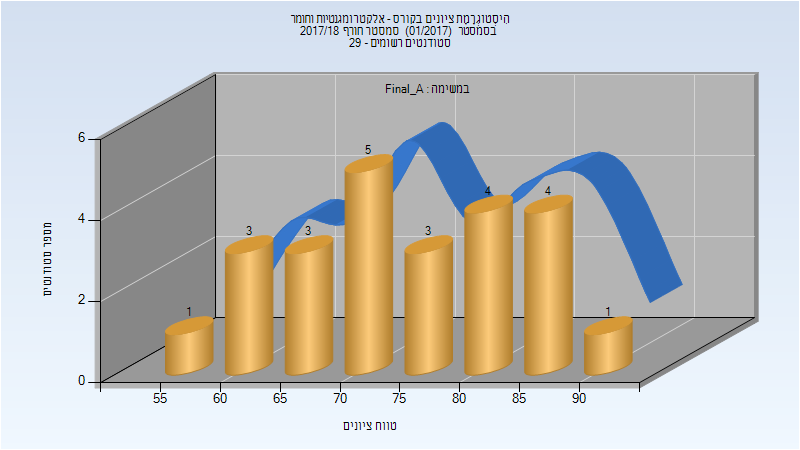 הִיסְטוֹגְרָמַת ציונים בקורס - אלקטרומגנטיות וחומר
בסמסטר (01/2017) סמסטר חורף 2017/18
סטודנטים רשומים - 29
במשימה : Final_A
6
4
2
0
מספר סטודנטים
1
3
3
5
3
4
4
1
55 60 65 70 75 80 85 90
טווח ציונים